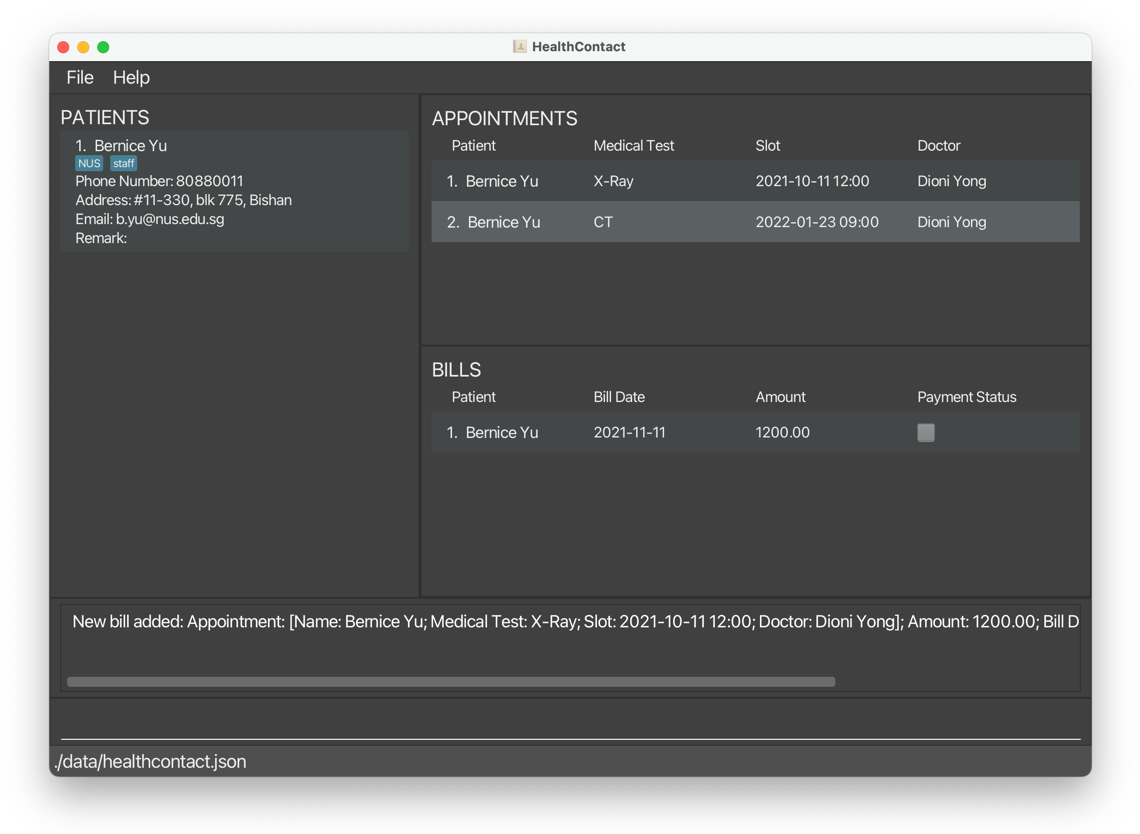 HealthContact
File Help
PATIENTS
1. Bernice Yu
NUS staff
Phone Number: 80880011
Address: #11-330, blk 775, Bishan
Email: b.yu@nus.edu.sg
Remark:
APPOINTMENTS
Patient Medical Test Slot Doctor
1. Bernice Yu X-Ray 2021-10-11 12:00 Dioni Yong
2. Bernice Yu CT 2022-01-23 09:00 Dioni Yong
BILLS
Patient Bill Date Amount Payment Status
1. Bernice Yu 2021-11-11 1200.00
New bill added: Appointment: [Name: Bernice Yu; Medical Test: X-Ray; Slot: 2021-10-11 12:00; Doctor: Dioni Yong]; Amount: 1200.00; Bill D
./data/healthcontact.json